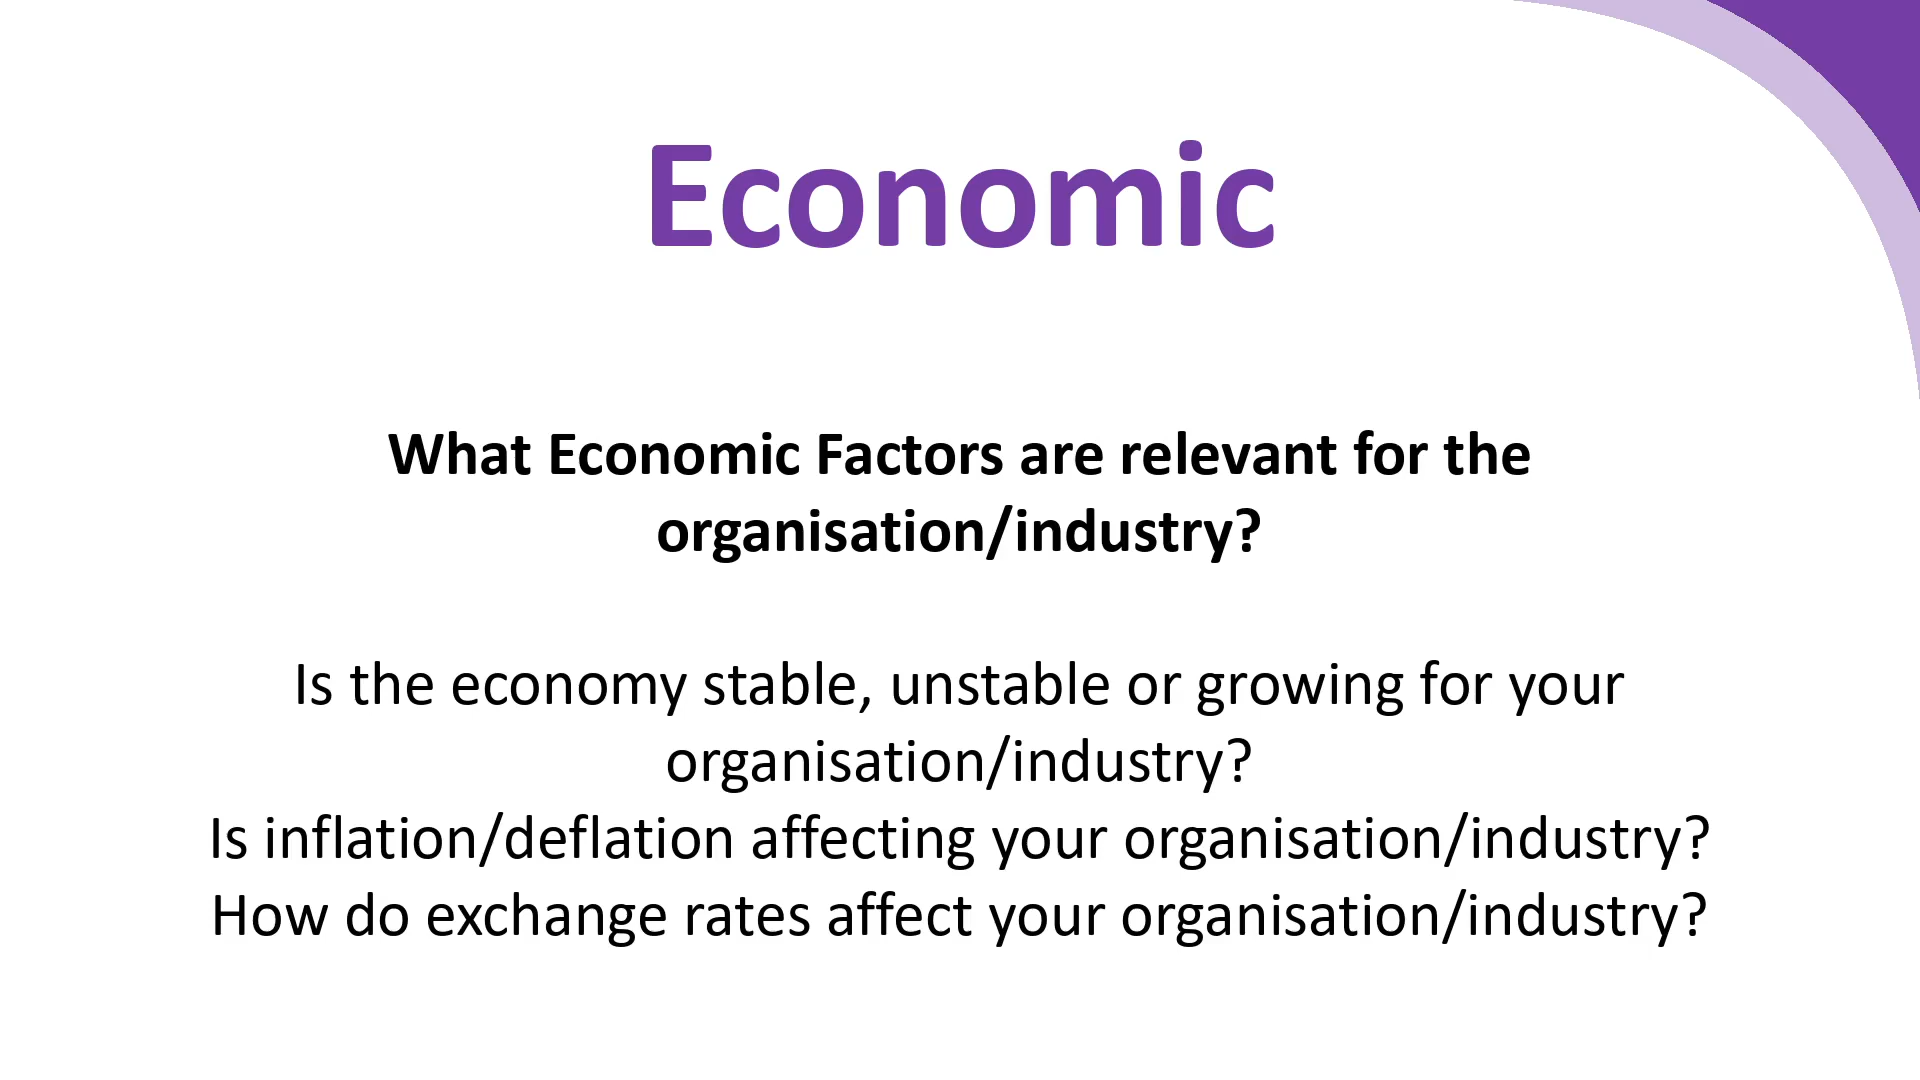 Economic
What Economic Factors are relevant for the
organisation/industry?
Is the economy stable, unstable or growing for your
organisation/industry?
Is inflation/deflation affecting your organisation/industry?
How do exchange rates affect your organisation/industry?